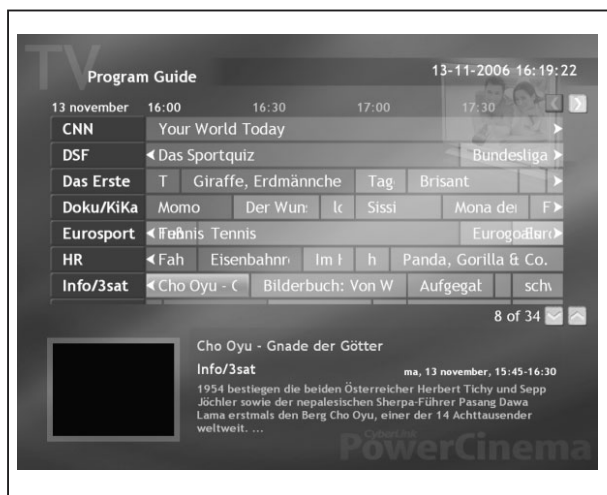 TV
Program Guide
13-11-2006 16:19:22
13 november 16:00 16:30 17:00 17:30
CNN Your World Today
DSF Das Sportquiz Bundesliga
Das Erste T Giraffe, Erdmännche Tag Brisant
Doku/KiKa Momo Der Wun Sissi Mona de F
Eurosport Tennis Eurogoals
HR Fah Eisenbahnr Im h Panda, Gorilla & Co.
Info/3sat Cho Oyu - G Bilderbuch: Von W Aufgegab schw
8 of 34
Cho Oyu - Gnade der Götter
Info/3sat ma, 13 november, 15:45-16:30
1954 bestiegen die beiden Österreicher Herbert Tichy und Sepp
Jöchler sowie der nepalesischen Sherpa-Führer Pasang Dawa
Lama erstmals den Berg Cho Oyu, einer der 14 Achttausender
weltweit. ...
CyberLink
PowerCinema